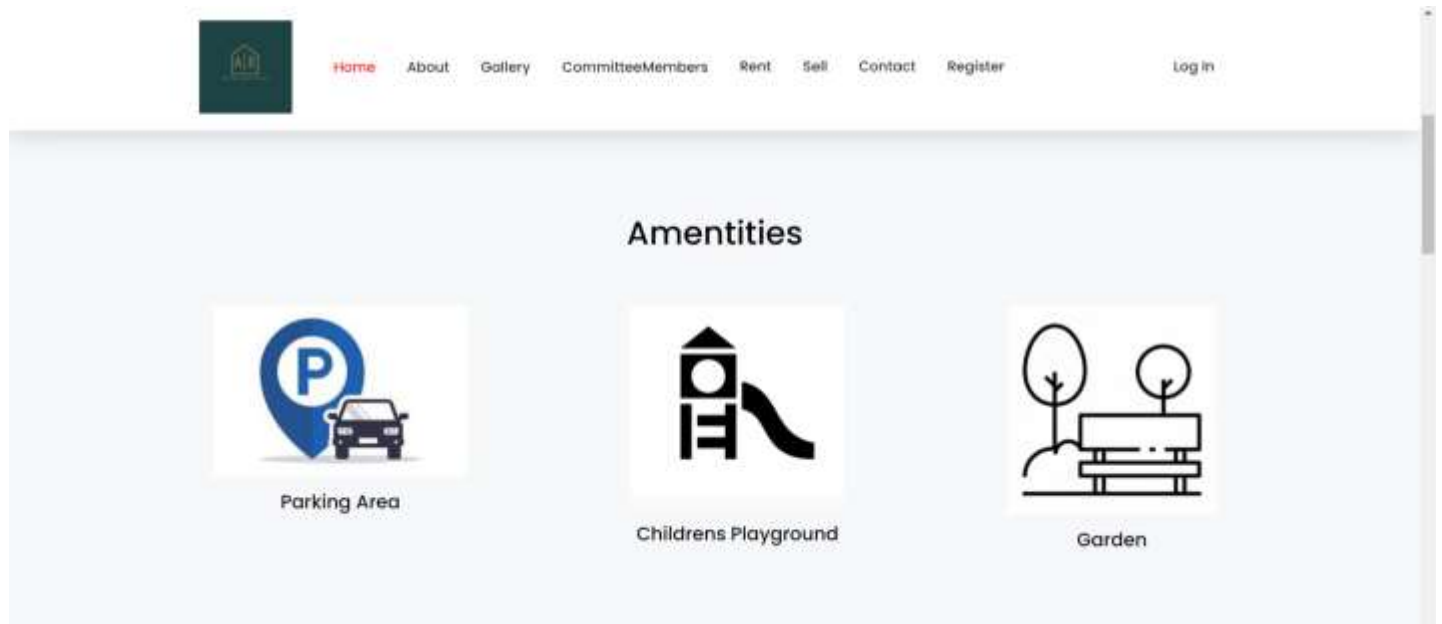 Home About Gallery CommitteeMembers Rent Sell Contact Register Log In
Amentities
P
Parking Area
Childrens Playground
Garden